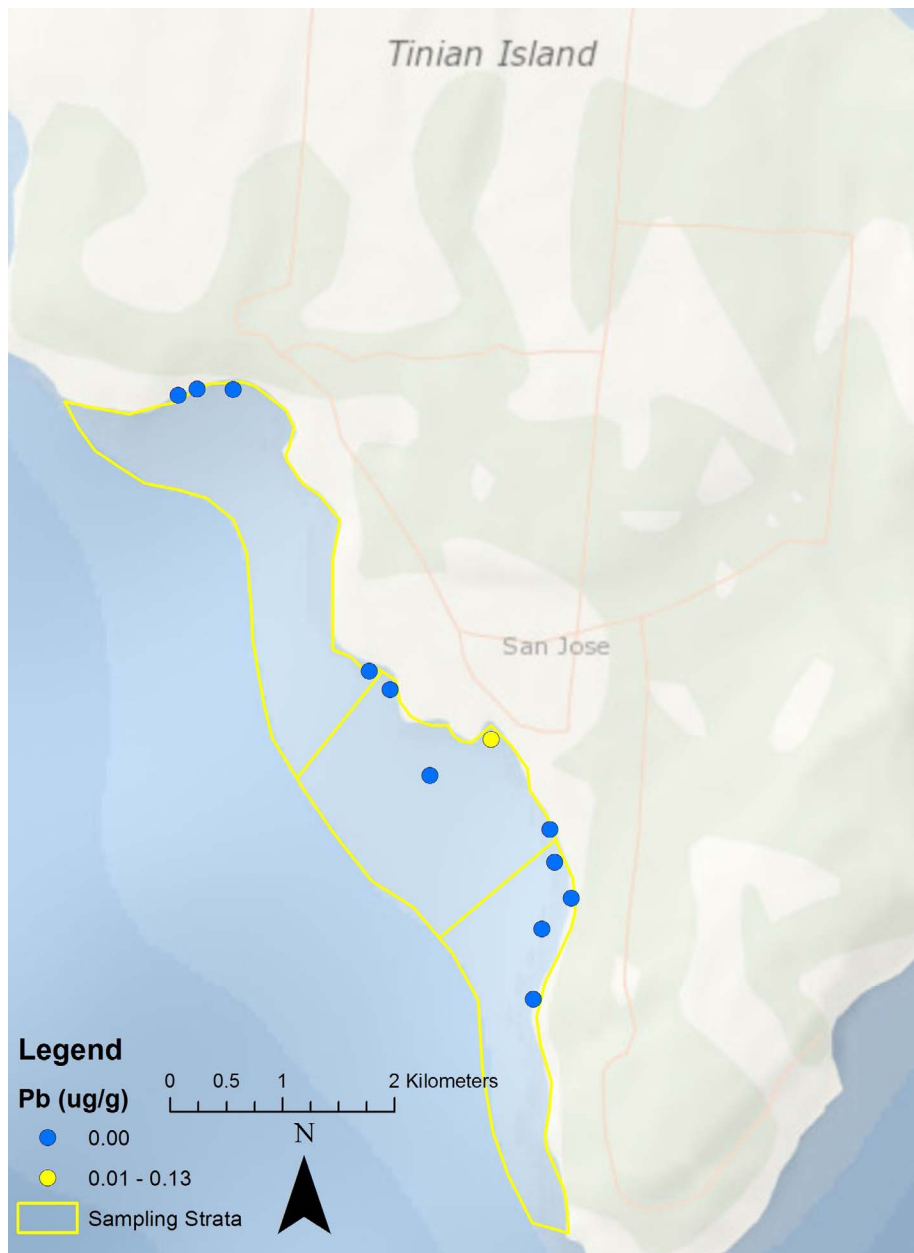 Tinian Island
San Jose
Legend
Pb (ug/g)
0 0.5 1 2 Kilometers
N
0.00
0.01 - 0.13
Sampling Strata